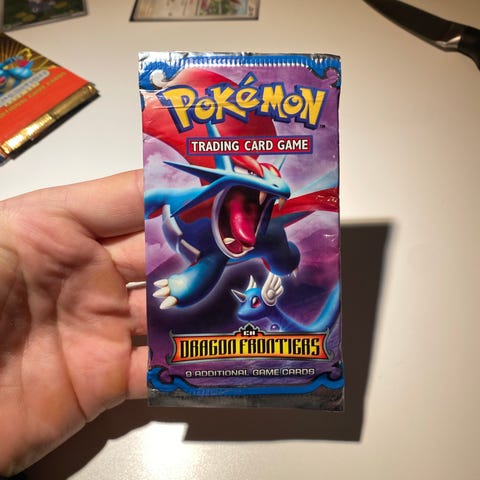 POKéMON
TRADING CARD GAME
EX
DRAGON FRONTIERS
9 ADDITIONAL GAME CARDS